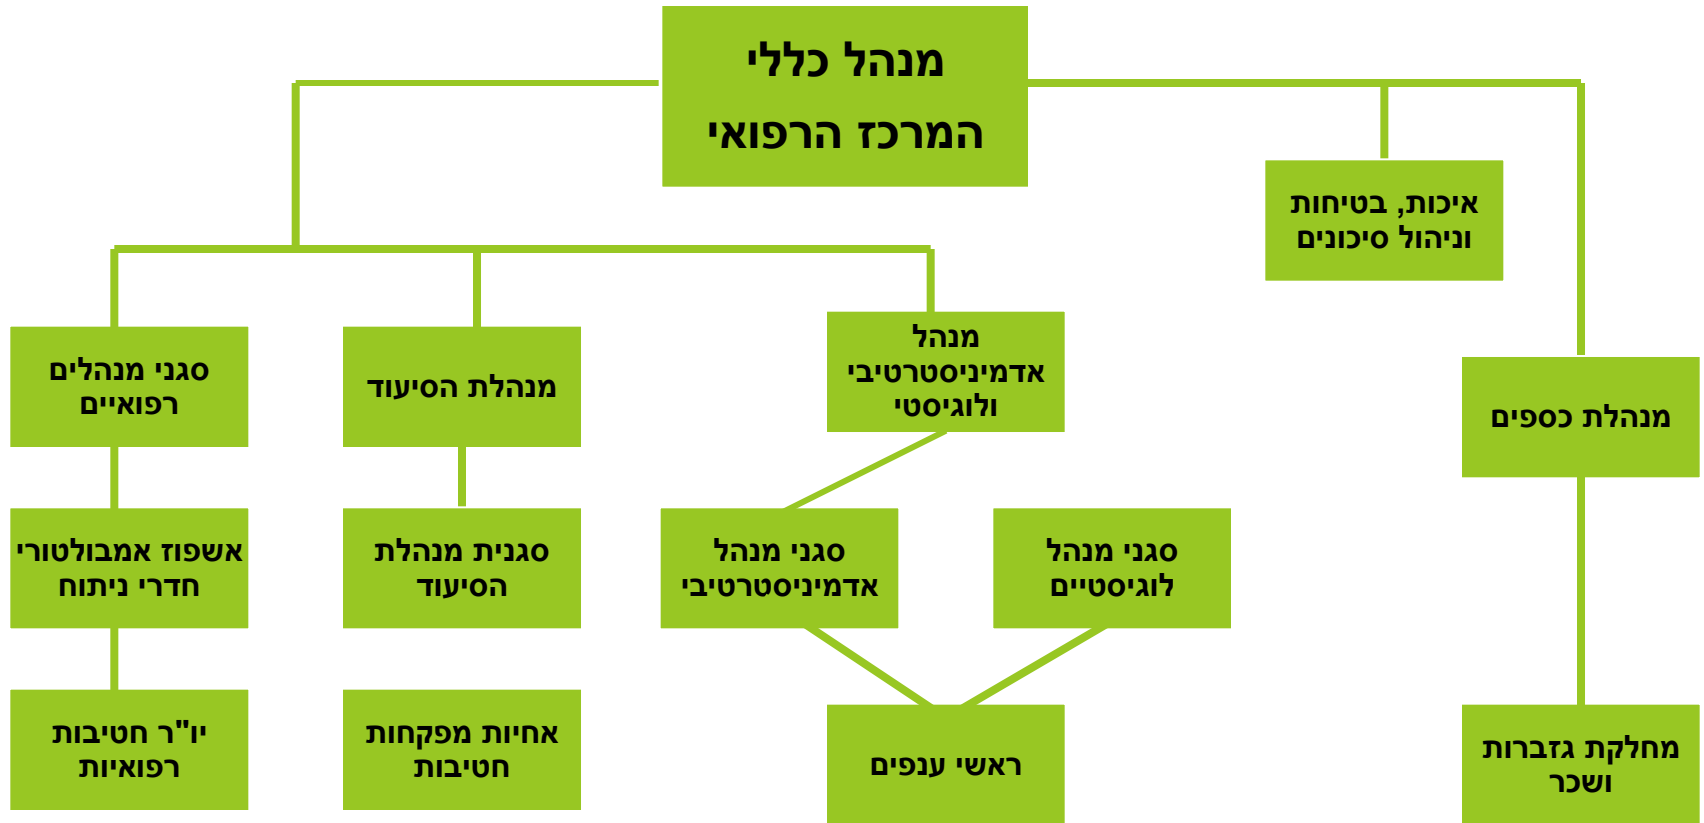 מנהל כללי
המרכז הרפואי
איכות, בטיחות
וניהול סיכונים
מנהלת כספים
מנהל
אדמיניסטרטיבי
ולוגיסטי
מנהלת הסיעוד
סגני מנהלים
רפואיים
סגני מנהל
לוגיסטיים
סגני מנהל
אדמיניסטרטיבי
סגנית מנהלת
הסיעוד
אשפוז אמבולטורי
חדרי ניתוח
מחלקת גזברות
ושכר
ראשי ענפים
אחיות מפקחות
חטיבות
יו"ר חטיבות
רפואיות